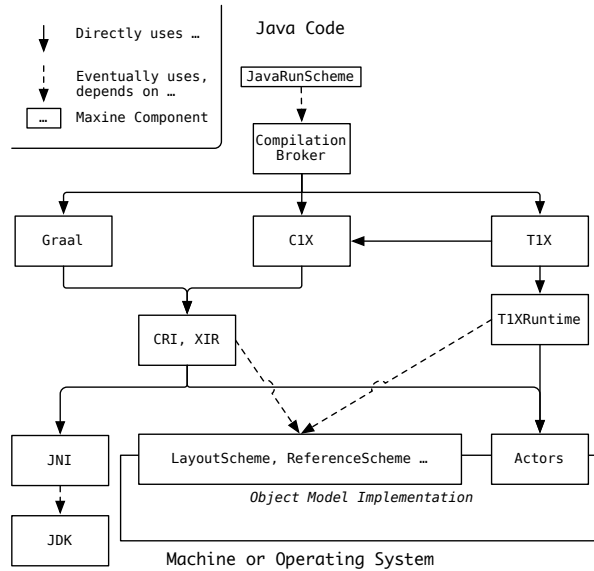 Directly uses …
Java Code
Eventually uses,
depends on …
JavaRunScheme
… Maxine Component
Compilation
Broker
Graal
C1X
T1X
CRI, XIR
T1XRuntime
JNI
LayoutScheme, ReferenceScheme …
Actors
Object Model Implementation
JDK
Machine or Operating System